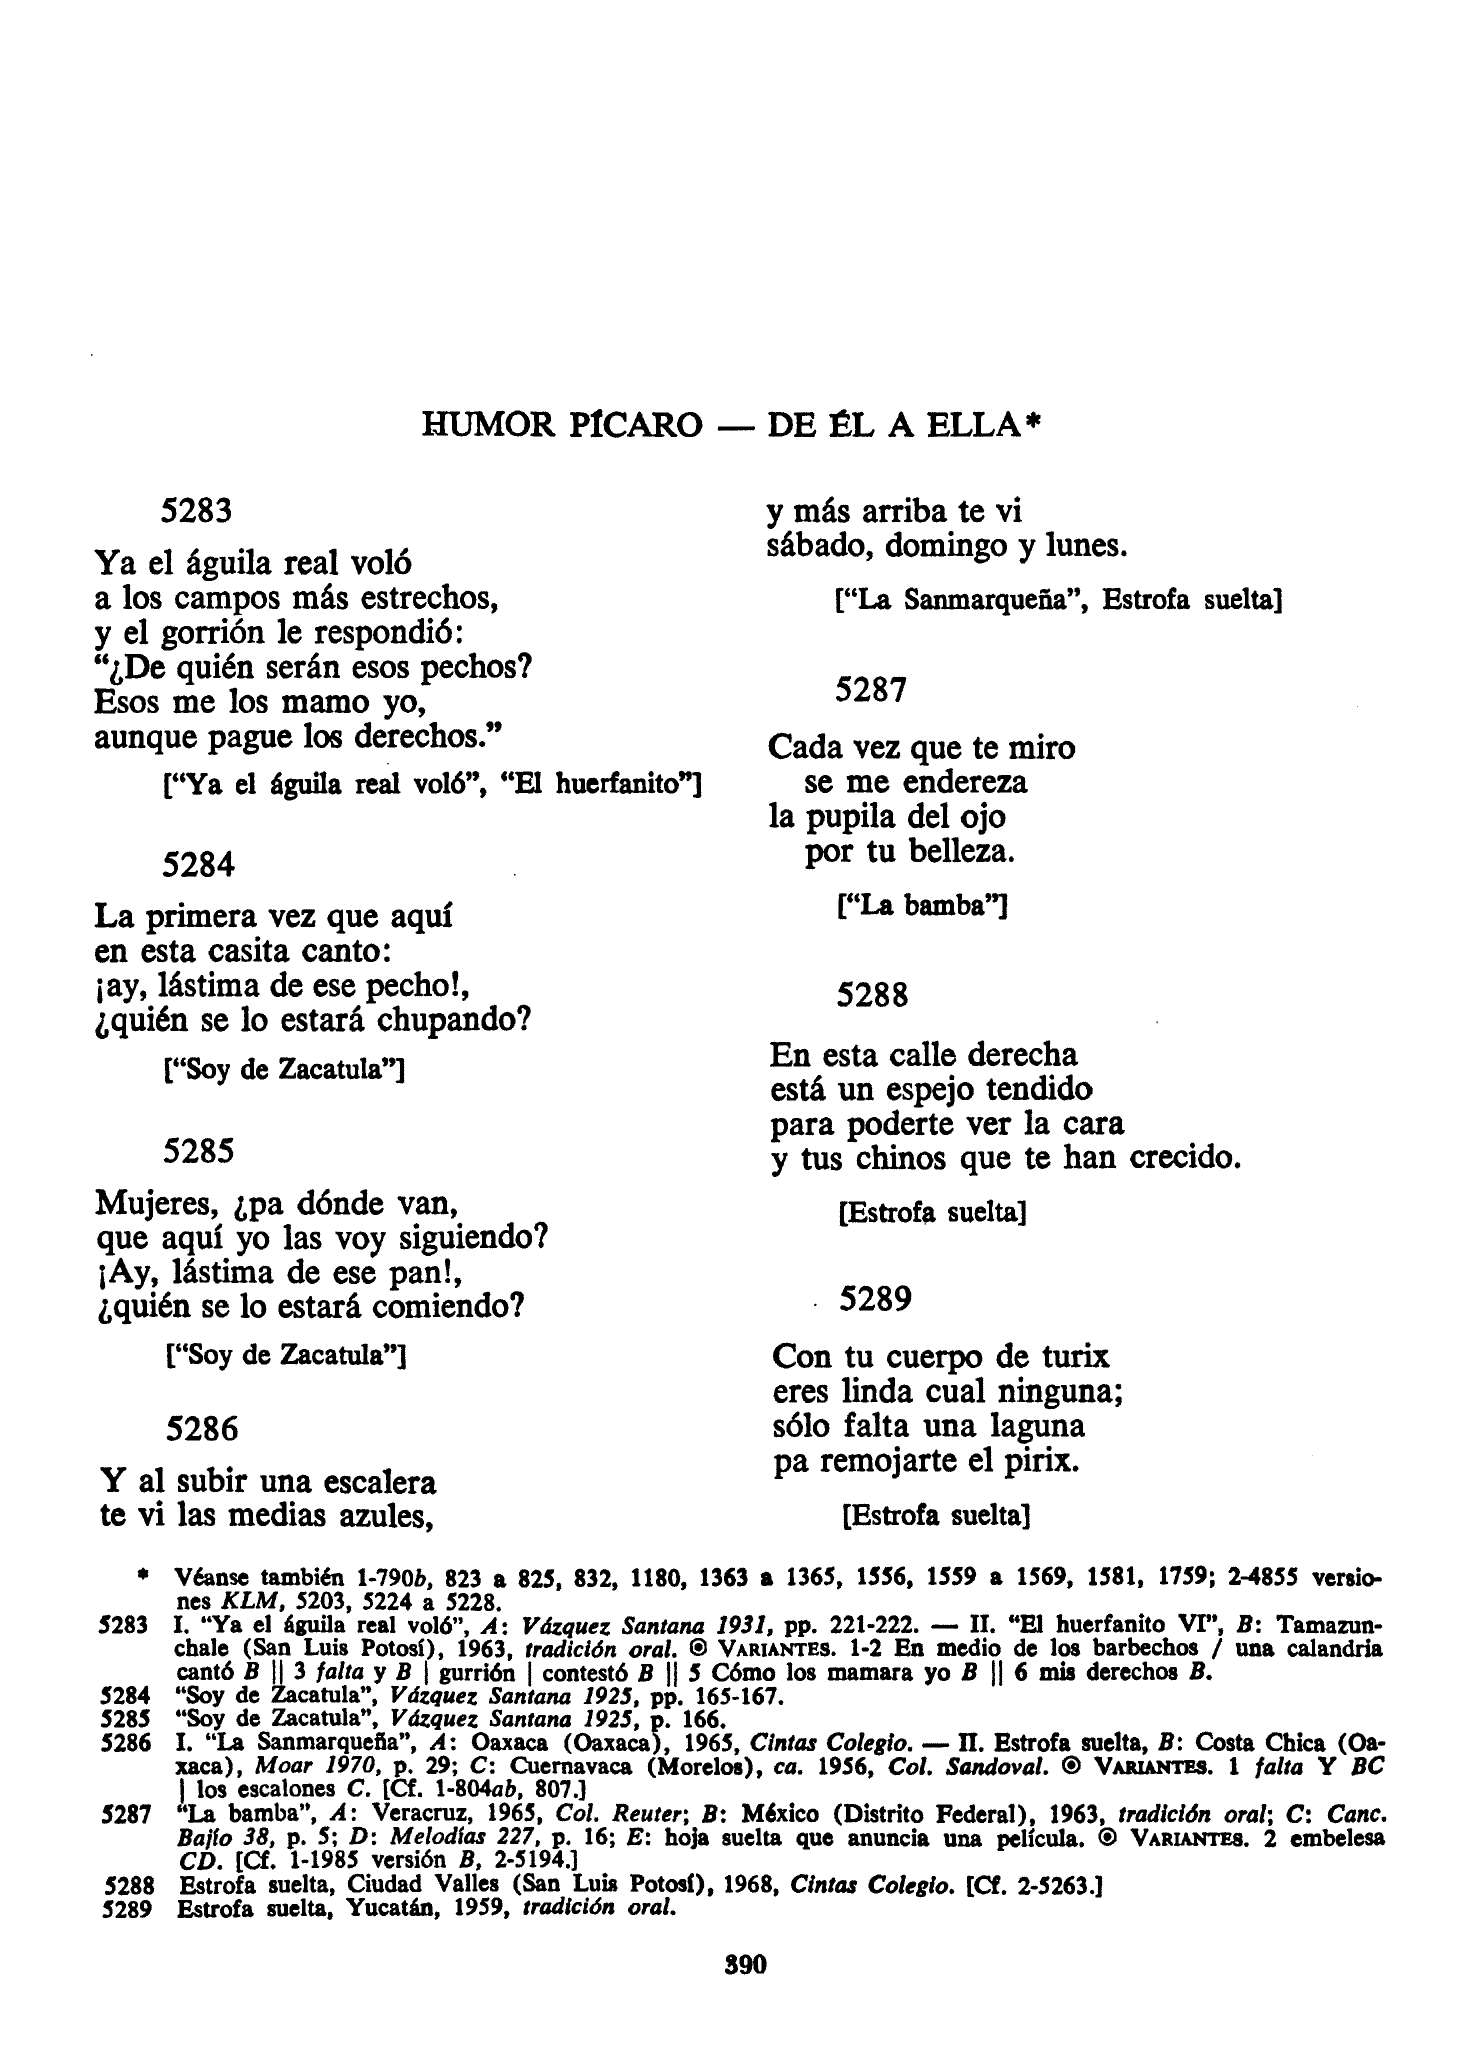 HUMOR PÍCARO — DE ÉL A ELLA*
5283
Ya el águila real voló
a los campos más estrechos,
y el gorrión le respondió:
“¿De quién serán esos pechos?
Esos me los mamo yo,
aunque pague los derechos.”
[“Ya el águila real voló”, “El huerfanito”]
5284
La primera vez que aquí
en esta casita canto:
¡ay, lástima de ese pecho!,
¿quién se lo estará chupando?
[“Soy de Zacatula”]
5285
Mujeres, ¿pa dónde van,
que aquí yo las voy siguiendo?
¡Ay, lástima de ese pan!,
¿quién se lo estará comiendo?
[“Soy de Zacatula”]
5286
Y al subir una escalera
te vi las medias azules,
y más arriba te vi
sábado, domingo y lunes.
[“La Sanmarqueña”, Estrofa suelta]
5287
Cada vez que te miro
se me endereza
la pupila del ojo
por tu belleza.
[“La bamba”]
5288
En esta calle derecha
está un espejo tendido
para poderte ver la cara
y tus chinos que te han crecido.
[Estrofa suelta]
5289
Con tu cuerpo de turix
eres linda cual ninguna;
sólo falta una laguna
pa remojarte el pirix.
[Estrofa suelta]
* Véanse también 1-790b, 823 a 825, 832, 1180, 1363 a 1365, 1556, 1559 a 1569, 1581, 1759; 2-4855 versio-
nes KLM, 5203, 5224 a 5228.
5283 I. “Ya el águila real voló”, A: Vázquez Santana 1931, pp. 221-222. — II. “El huerfanito VI”, B: Tamazun-
chale (San Luis Potosí), 1963, tradición oral. ® VARIANTES. 1-2 En medio de los barbechos / una calandria
cantó B || 3 falta y B | gurrión | contestó B || 5 Cómo los mamara yo B || 6 mis derechos B.
5284 “Soy de Zacatula”, Vázquez Santana 1925, pp. 165-167.
5285 “Soy de Zacatula”, Vázquez Santana 1925, p. 166.
5286 I. “La Sanmarqueña”, A: Oaxaca (Oaxaca), 1965, Cintas Colegio. — II. Estrofa suelta, B: Costa Chica (Oa-
xaca), Moar 1970, p. 29; C: Cuernavaca (Morelos), ca. 1956, Col. Sandoval. ® VARIANTES. 1 falta Y BC
| los escalones C. [Cf. 1-804ab, 807.]
5287 “La bamba”, A: Veracruz, 1965, Col. Reuter; B: México (Distrito Federal), 1963, tradición oral; C: Canc.
Bajío 38, p. 5; D: Melodías 227, p. 16; E: hoja suelta que anuncia una película. ® VARIANTES. 2 embelesa
CD. [Cf. 1-1985 versión B, 2-5194.]
5288 Estrofa suelta, Ciudad Valles (San Luis Potosí), 1968, Cintas Colegio. [Cf. 2-5263.]
5289 Estrofa suelta, Yucatán, 1959, tradición oral.
390